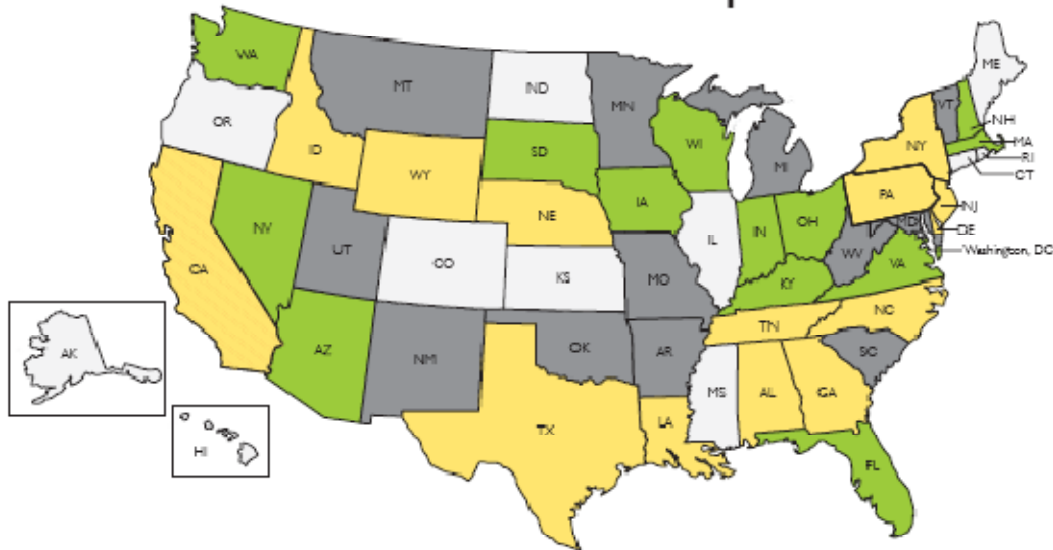 WA
MT
ND
MN
ME
VT
OR
NH
ID
SD
WI
MA
NY
RI
MI
CT
WY
PA
IA
NE
NJ
NV
OH
DE
UT
IL
IN
Washington, DC
CO
WV
CA
VA
KS
MO
KY
NC
TN
AK
AZ
OK
AR
SC
NM
MS
AL
GA
LA
TX
HI
FL